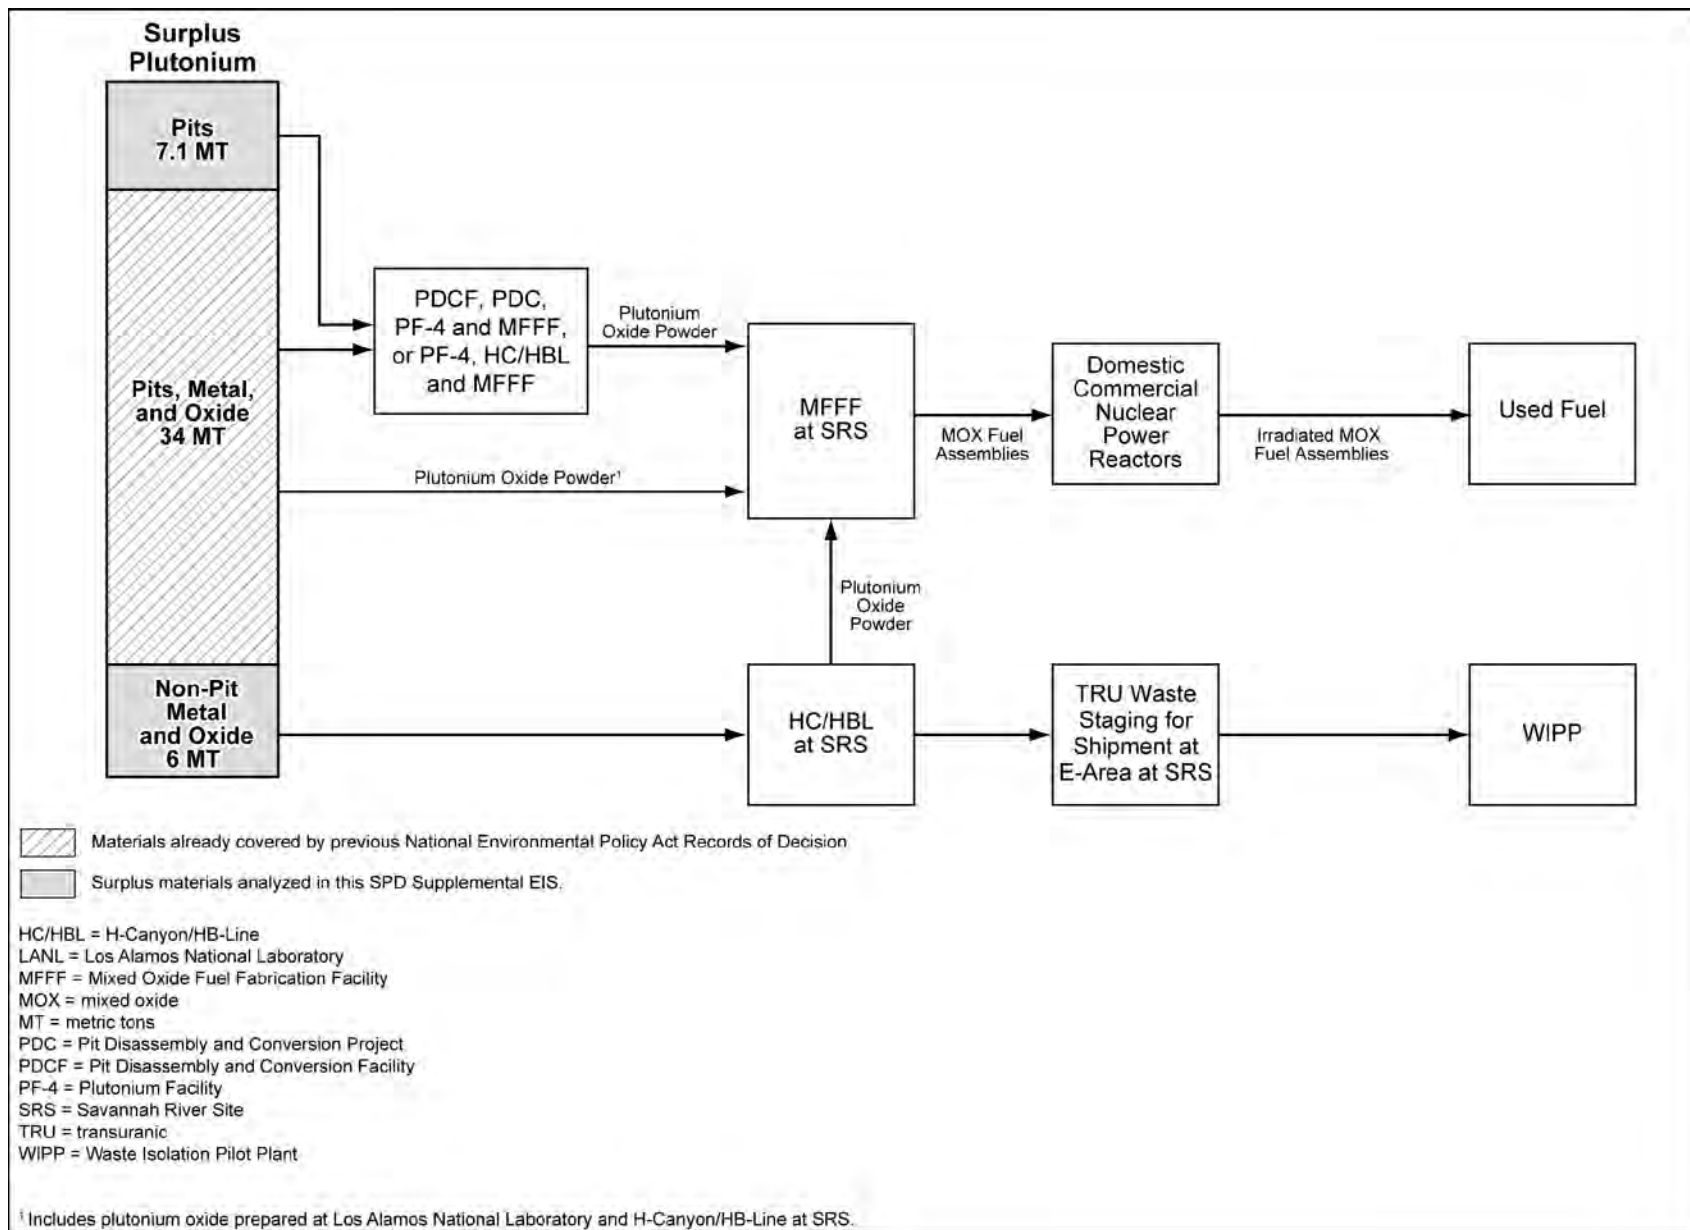 Surplus
Plutonium
Pits
7.1 MT
Pits, Metal,
and Oxide
34 MT
Non-Pit
Metal
and Oxide
6 MT
PDCF, PDC,
PF-4 and MFFF,
or PF-4, HC/HBL
and MFFF
Plutonium
Oxide Powder
Plutonium Oxide Powder¹
MFFF
at SRS
MOX Fuel
Assemblies
Domestic
Commercial
Nuclear
Power
Reactors
Irradiated MOX
Fuel Assemblies
Used Fuel
Plutonium
Oxide
Powder
HC/HBL
at SRS
TRU Waste
Staging for
Shipment at
E-Area at SRS
WIPP
Materials already covered by previous National Environmental Policy Act Records of Decision
Surplus materials analyzed in this SPD Supplemental EIS.
HC/HBL = H-Canyon/HB-Line
LANL = Los Alamos National Laboratory
MFFF = Mixed Oxide Fuel Fabrication Facility
MOX = mixed oxide
MT = metric tons
PDC = Pit Disassembly and Conversion Project
PDCF = Pit Disassembly and Conversion Facility
PF-4 = Plutonium Facility
SRS = Savannah River Site
TRU = transuranic
WIPP = Waste Isolation Pilot Plant
¹ Includes plutonium oxide prepared at Los Alamos National Laboratory and H-Canyon/HB-Line at SRS.